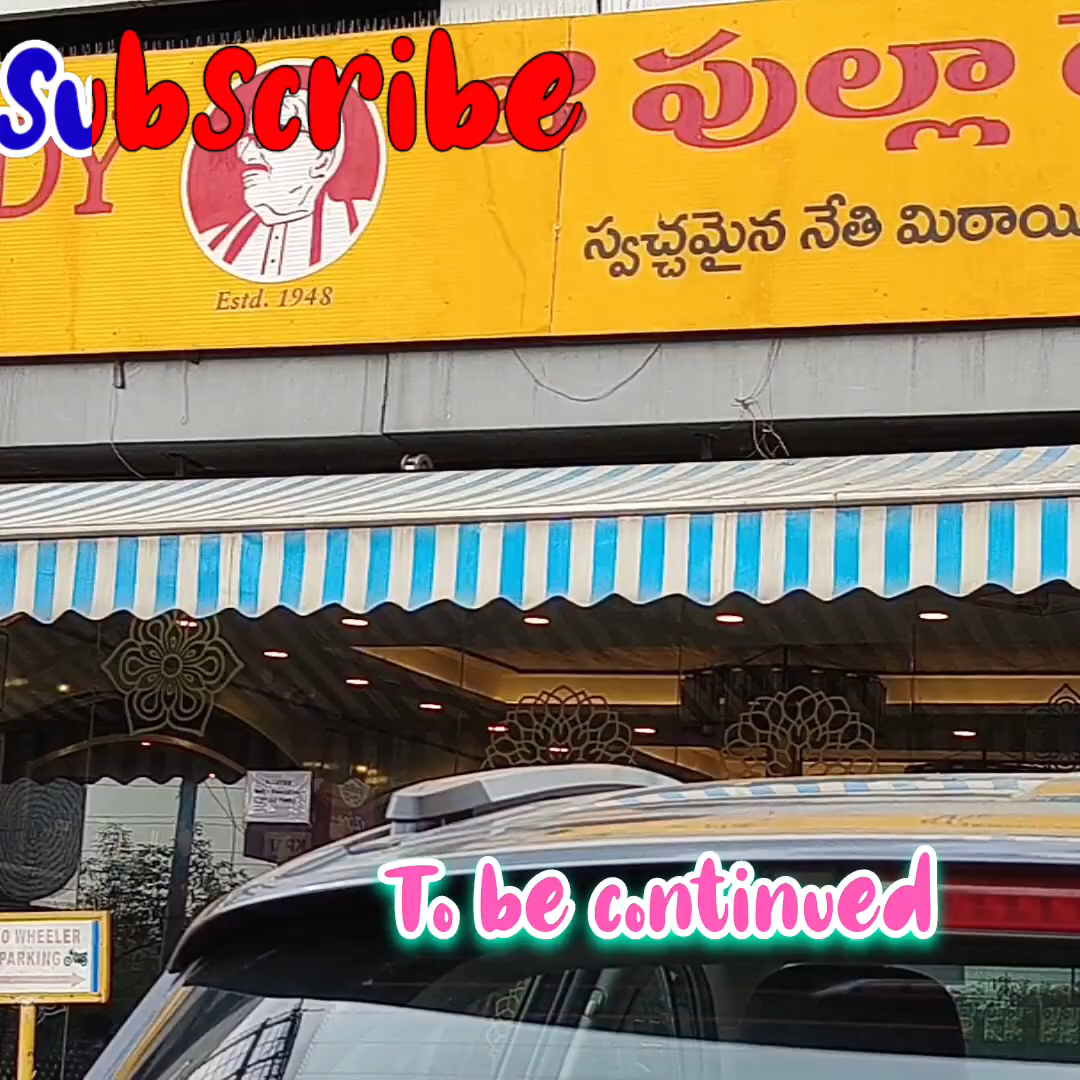 Subscribe
DY
పుల్లా
Estd. 1948
స్వచ్ఛమైన నేతి మిఠాయి
To be continued
O WHEELER
PARKING